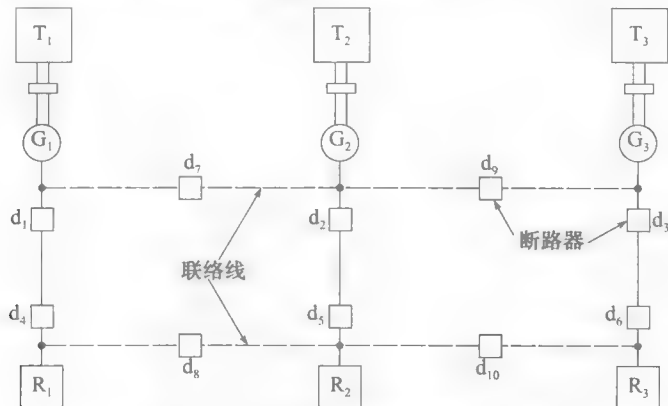 T₁ T₂ T₃
G₁ G₂ G₃
d₇ d₉
d₁ d₂ d₃
断路器
联络线
d₄ d₅ d₆
d₈ d₁₀
R₁ R₂ R₃